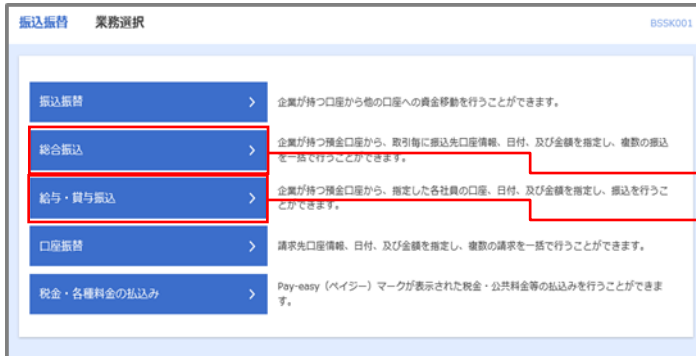 振込振替 業務選択 BSSK001
振込振替 > 企業が持つ口座から他の口座への資金移動を行うことができます。
総合振込 > 企業が持つ預金口座から、取引毎に振込先口座情報、日付、及び金額を指定し、複数の振込
を一括で行うことができます。
給与・賞与振込 > 企業が持つ預金口座から、指定した各社員の口座、日付、及び金額を指定し、振込を行うこ
とができます。
口座振替 > 請求先口座情報、日付、及び金額を指定し、複数の請求を一括で行うことができます。
税金・各種料金の払込み > Pay-easy（ペイジー）マークが表示された税金・公共料金等の払込みを行うことができま
す。